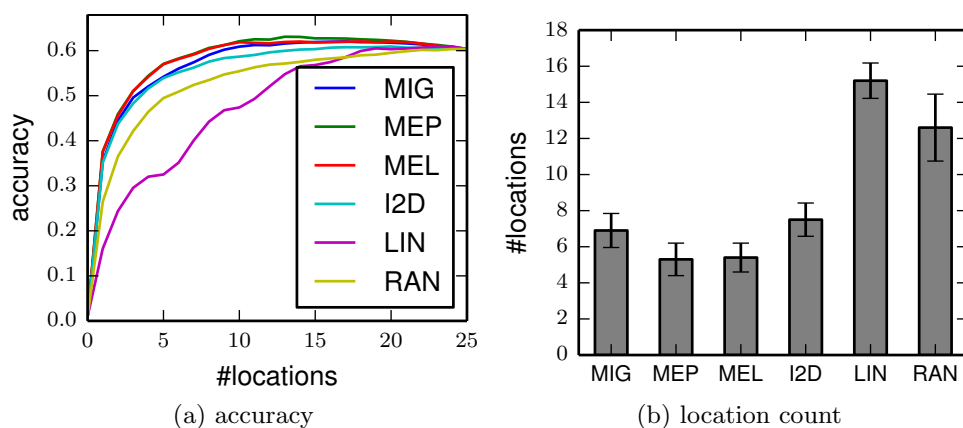 0.6
0.5
0.4
0.3
0.2
0.1
0.0
accuracy
0 5 10 15 20 25
#locations
MIG
MEP
MEL
I2D
LIN
RAN
(a) accuracy
18
16
14
12
10
8
6
4
2
0
#locations
MIG MEP MEL I2D LIN RAN
(b) location count